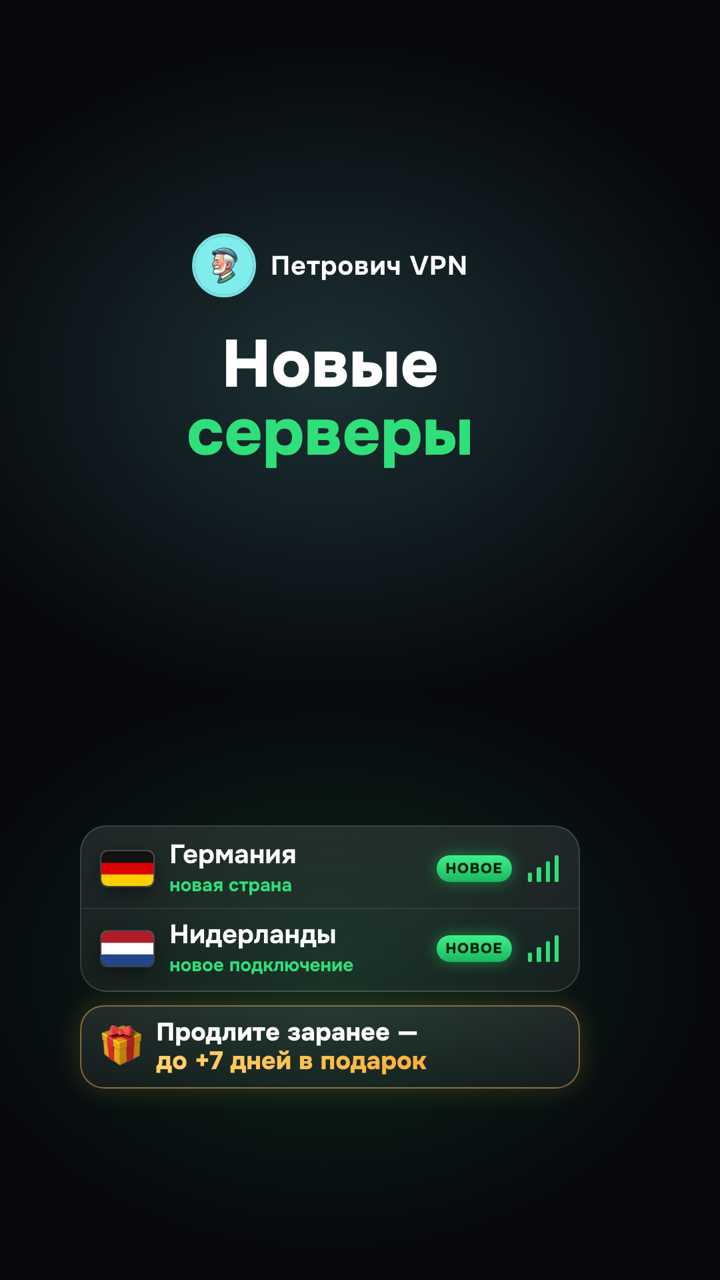 Петрович VPN
Новые
серверы
Германия
новая страна
НОВОЕ
Нидерланды
новое подключение
НОВОЕ
Продлите заранее —
до +7 дней в подарок